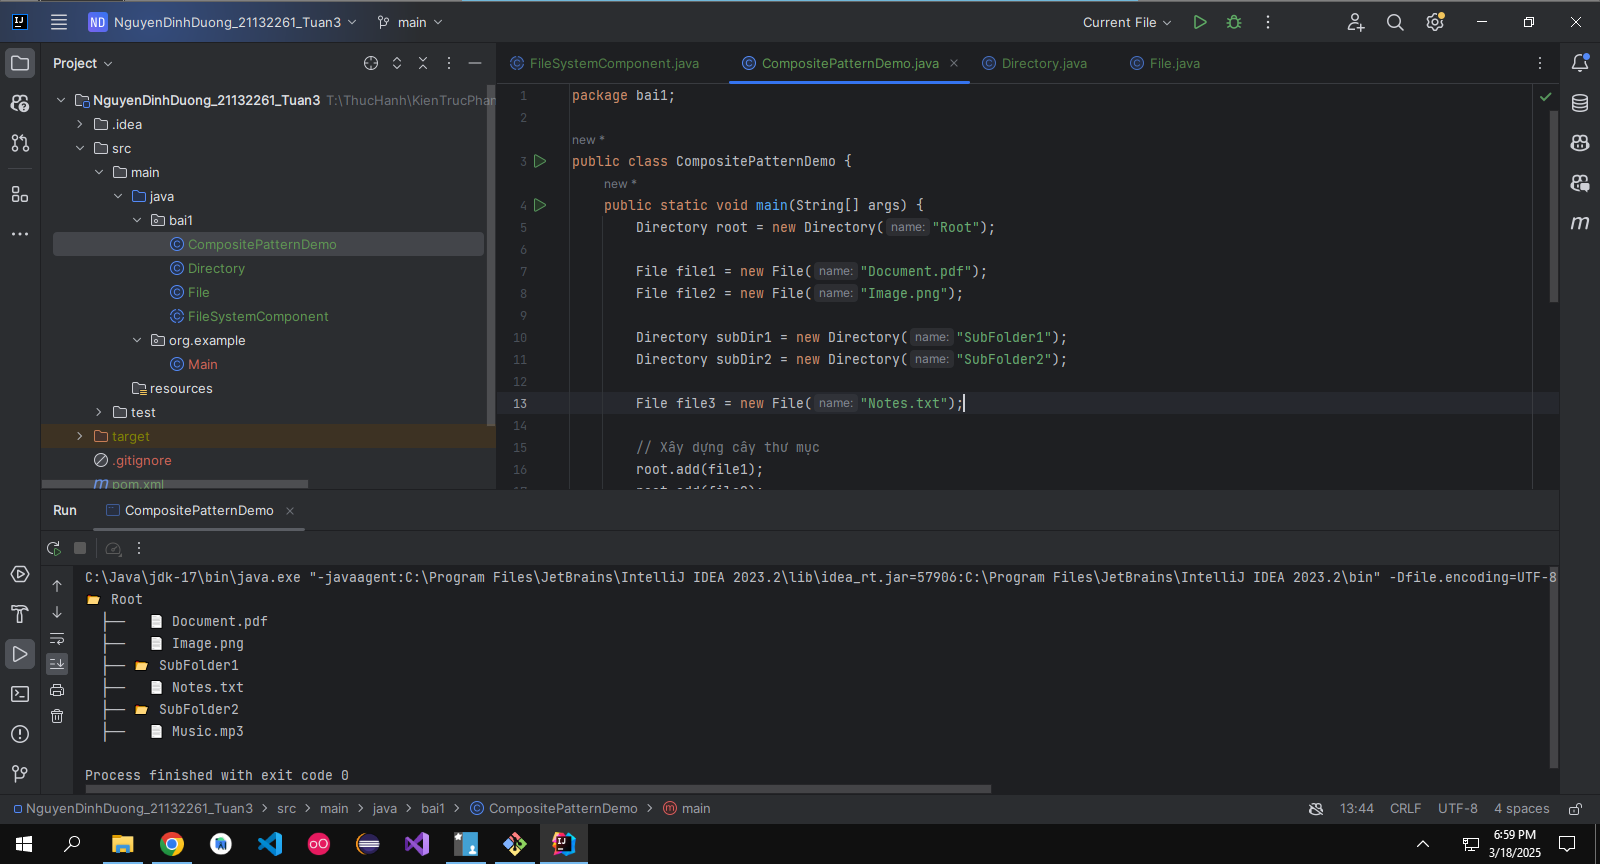 ND NguyenDinhDuong_21132261_Tuan3 main Current File
Project
FileSystemComponent.java CompositePatternDemo.java Directory.java File.java
NguyenDinhDuong_21132261_Tuan3 T:\ThucHanh\KienTrucPhan
.idea
src
main
java
bai1
CompositePatternDemo
Directory
File
FileSystemComponent
org.example
Main
resources
test
target
.gitignore
pom.xml
1 package bai1;
2
new *
3 public class CompositePatternDemo {
new *
4 public static void main(String[] args) {
5 Directory root = new Directory( name: "Root");
6
7 File file1 = new File( name: "Document.pdf");
8 File file2 = new File( name: "Image.png");
9
10 Directory subDir1 = new Directory( name: "SubFolder1");
11 Directory subDir2 = new Directory( name: "SubFolder2");
12
13 File file3 = new File( name: "Notes.txt");
14
15 // Xây dựng cây thư mục
16 root.add(file1);
Run CompositePatternDemo
C:\Java\jdk-17\bin\java.exe "-javaagent:C:\Program Files\JetBrains\IntelliJ IDEA 2023.2\lib\idea_rt.jar=57906:C:\Program Files\JetBrains\IntelliJ IDEA 2023.2\bin" -Dfile.encoding=UTF-8
Root
├── Document.pdf
├── Image.png
├── SubFolder1
├── Notes.txt
├── SubFolder2
├── Music.mp3
Process finished with exit code 0
NguyenDinhDuong_21132261_Tuan3 > src > main > java > bai1 > CompositePatternDemo > main 13:44 CRLF UTF-8 4 spaces
6:59 PM
3/18/2025